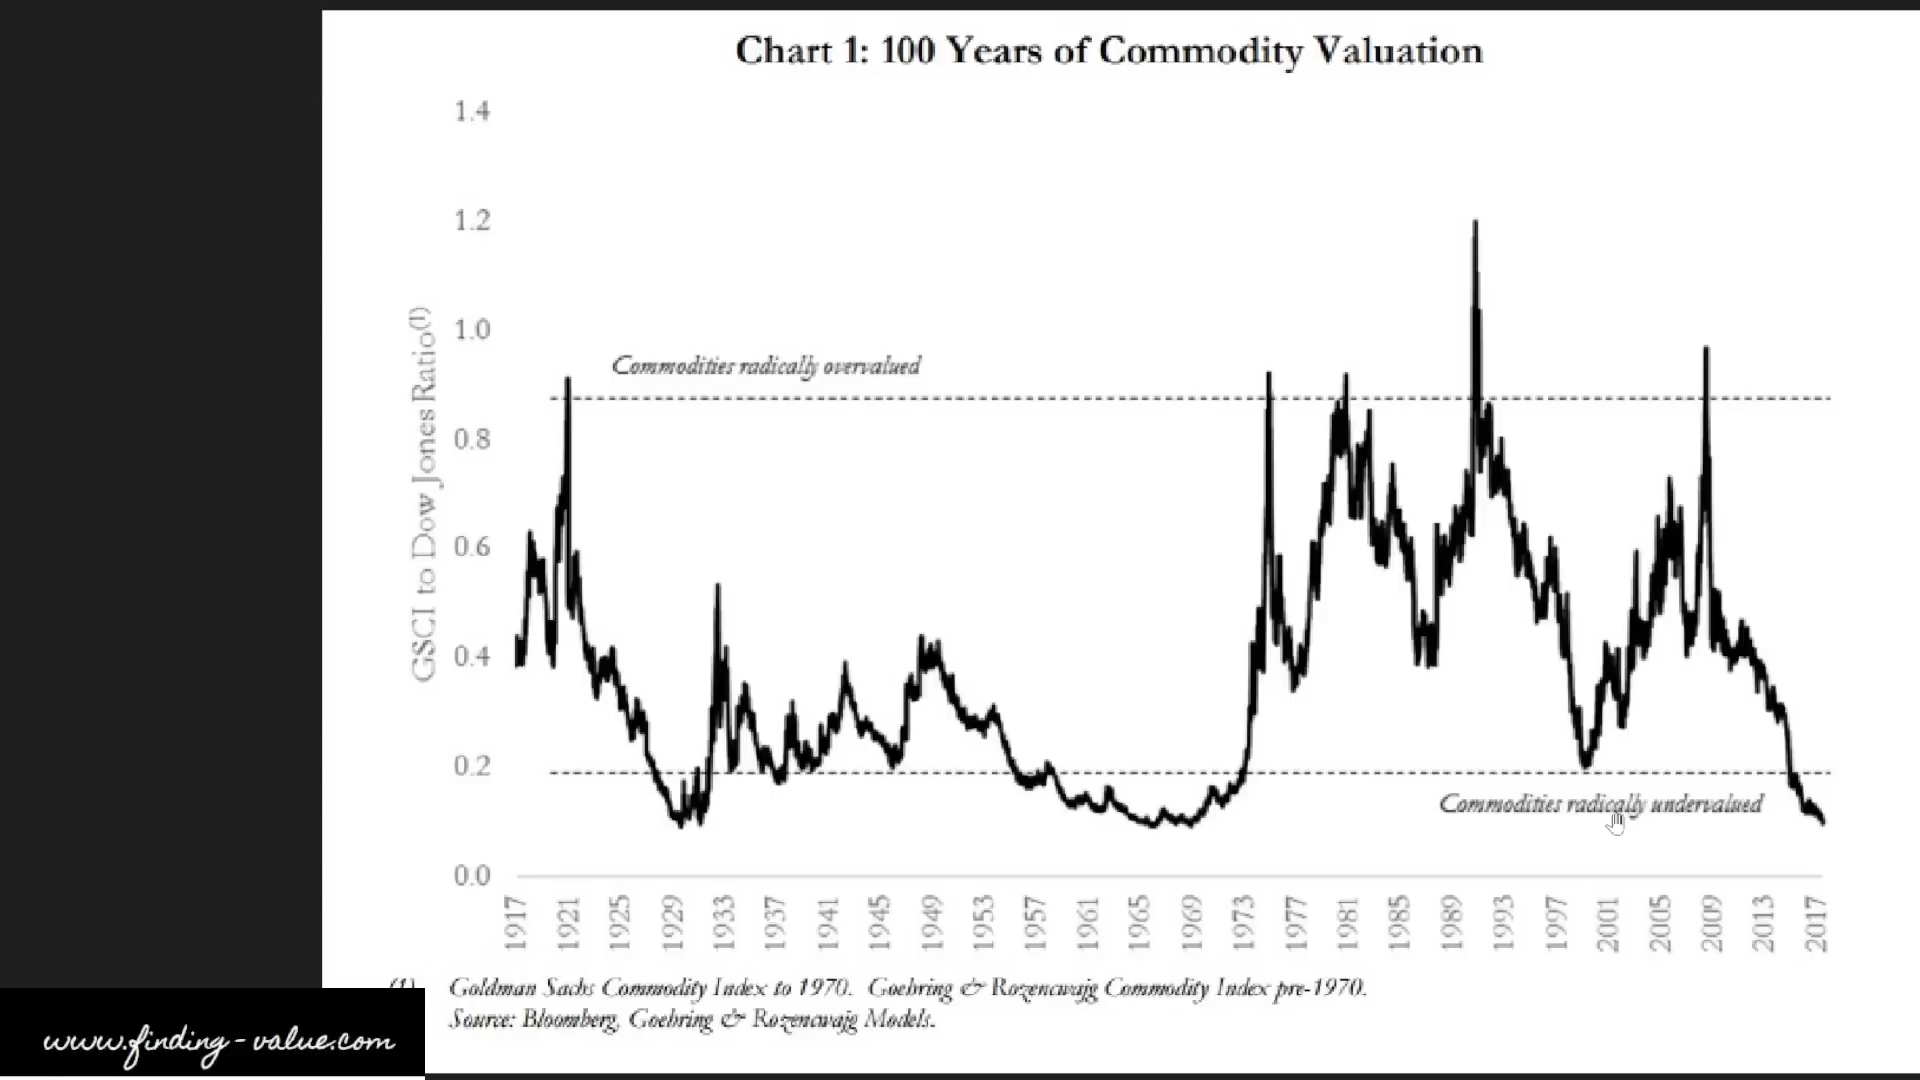 Chart 1: 100 Years of Commodity Valuation
1.4
1.2
1.0
0.8
0.6
0.4
0.2
0.0
GSCI to Dow Jones Ratio(1)
Commodities radically overvalued
Commodities radically undervalued
1917 1921 1925 1929 1933 1937 1941 1945 1949 1953 1957 1961 1965 1969 1973 1977 1981 1985 1989 1993 1997 2001 2005 2009 2013 2017
(1) Goldman Sachs Commodity Index to 1970. Goehring & Rozencwajg Commodity Index pre-1970.
Source: Bloomberg, Goehring & Rozencwajg Models.
www.finding-value.com